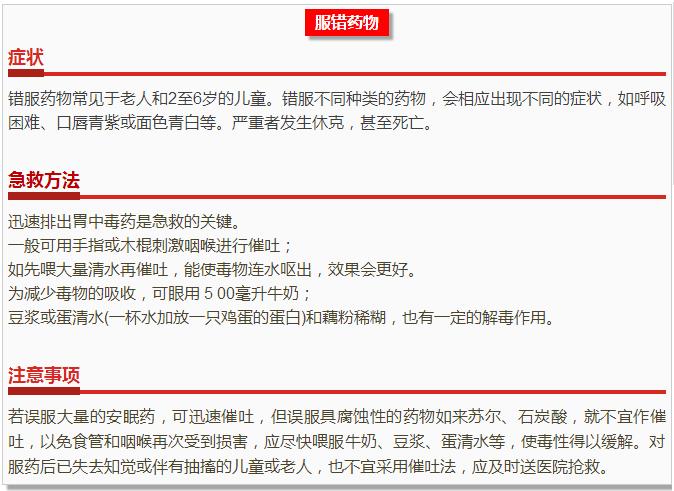 服错药物
症状
错服药物常见于老人和2至6岁的儿童。错服不同种类的药物，会相应出现不同的症状，如呼吸
困难、口唇青紫或面色青白等。严重者发生休克，甚至死亡。
急救方法
迅速排出胃中毒药是急救的关键。
一般可用手指或木棍刺激咽喉进行催吐；
如先喂大量清水再催吐，能使毒物连水呕出，效果会更好。
为减少毒物的吸收，可眼用５00毫升牛奶；
豆浆或蛋清水(一杯水加放一只鸡蛋的蛋白)和藕粉稀糊，也有一定的解毒作用。
注意事项
若误服大量的安眠药，可迅速催吐，但误服具腐蚀性的药物如来苏尔、石炭酸，就不宜作催
吐，以免食管和咽喉再次受到损害，应尽快喂服牛奶、豆浆、蛋清水等，使毒性得以缓解。对
服药后已失去知觉或伴有抽搐的儿童或老人，也不宜采用催吐法，应及时送医院抢救。